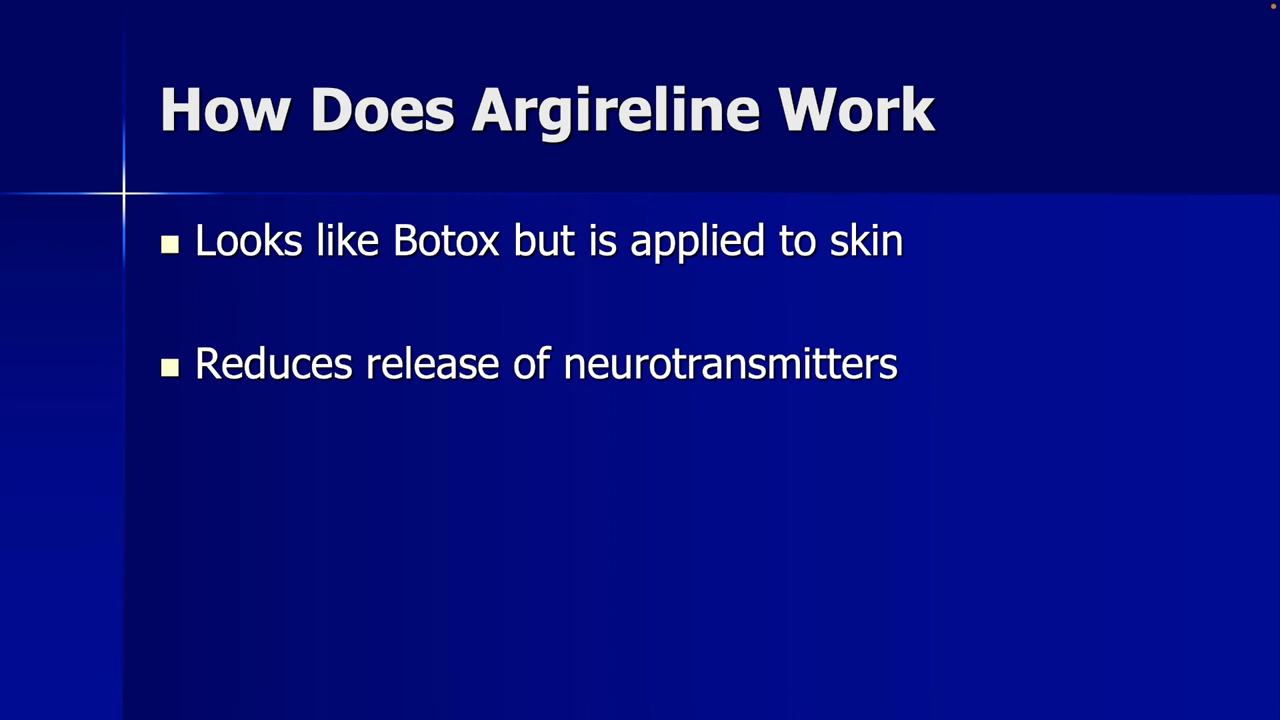 How Does Argireline Work
Looks like Botox but is applied to skin
Reduces release of neurotransmitters